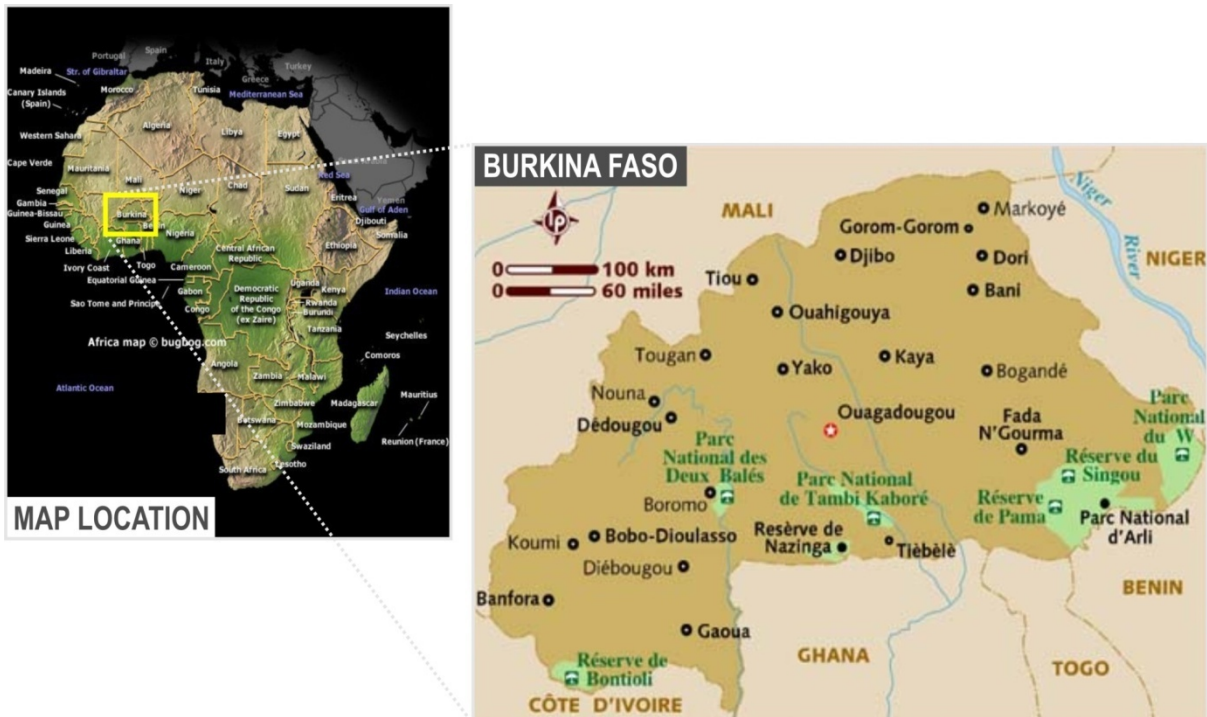 Portugal
Spain
Italy
Greece
Turkey
Madeira
Str. of Gibraltar
Mediterranean Sea
Canary Islands
(Spain)
Morocco
Tunisia
Algeria
Libya
Egypt
Western Sahara
Cape Verde
Mauritania
Mali
Niger
Chad
Sudan
Red Sea
Yemen
Gulf of Aden
Senegal
Gambia
Guinea-Bissau
Guinea
Sierra Leone
Liberia
Burkina
Benin
Ghana
Nigeria
Eritrea
Djibouti
Somalia
Ethiopia
Central African
Republic
Ivory Coast
Togo
Cameroon
Equatorial Guinea
Gabon
Sao Tome and Principe
Congo
Democratic
Republic
of the Congo
(ex Zaire)
Uganda
Kenya
Rwanda
Burundi
Tanzania
Indian Ocean
Seychelles
Comoros
Africa map © bugbog.com
Angola
Zambia
Malawi
Atlantic Ocean
Zimbabwe
Madagascar
Mauritius
Botswana
Mozambique
Reunion (France)
Swaziland
Lesotho
South Africa
MAP LOCATION
BURKINA FASO
lp
MALI
Niger
River
NIGER
0 100 km
0 60 miles
Markoyé
Gorom-Gorom
Djibo
Dori
Tiou
Bani
Ouahigouya
Tougan
Yako
Kaya
Bogandé
Nouna
Dédougou
Ouagadougou
Fada
N'Gourma
Parc
National
du W
Parc
National des
Deux Balés
Réserve du
Singou
Parc National
de Tambi Kaboré
Réserve
de Pama
Boromo
Parc National
d'Arli
Koumi
Bobo-Dioulasso
Resèrve de
Nazinga
Tièbèlè
Diébougou
Banfora
Gaoua
BENIN
GHANA
TOGO
Réserve de
Bontioli
CÔTE D'IVOIRE